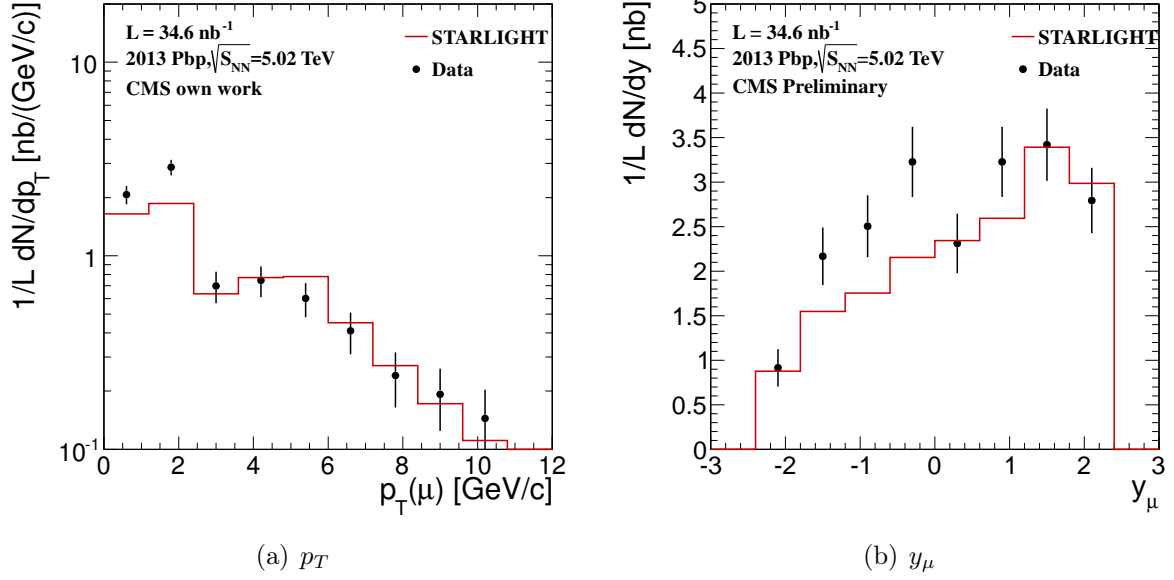 1/L dN/dp_T [nb/(GeV/c)]
10
1
10^-1
L = 34.6 nb^-1
2013 Pbp,√S_NN=5.02 TeV
CMS own work
STARLIGHT
Data
0 2 4 6 8 10 12
p_T(μ) [GeV/c]
(a) p_T
1/L dN/dy [nb]
5
4.5
4
3.5
3
2.5
2
1.5
1
0.5
0
L = 34.6 nb^-1
2013 Pbp,√S_NN=5.02 TeV
CMS Preliminary
STARLIGHT
Data
-3 -2 -1 0 1 2 3
y_μ
(b) y_μ